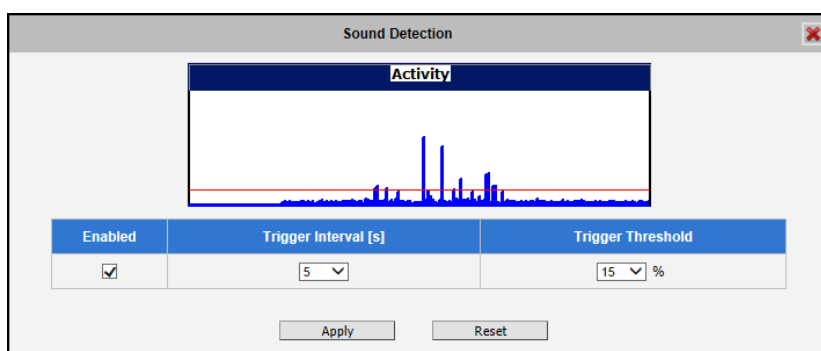 Sound Detection
Activity
Enabled Trigger Interval [s] Trigger Threshold
5 15 %
Apply Reset